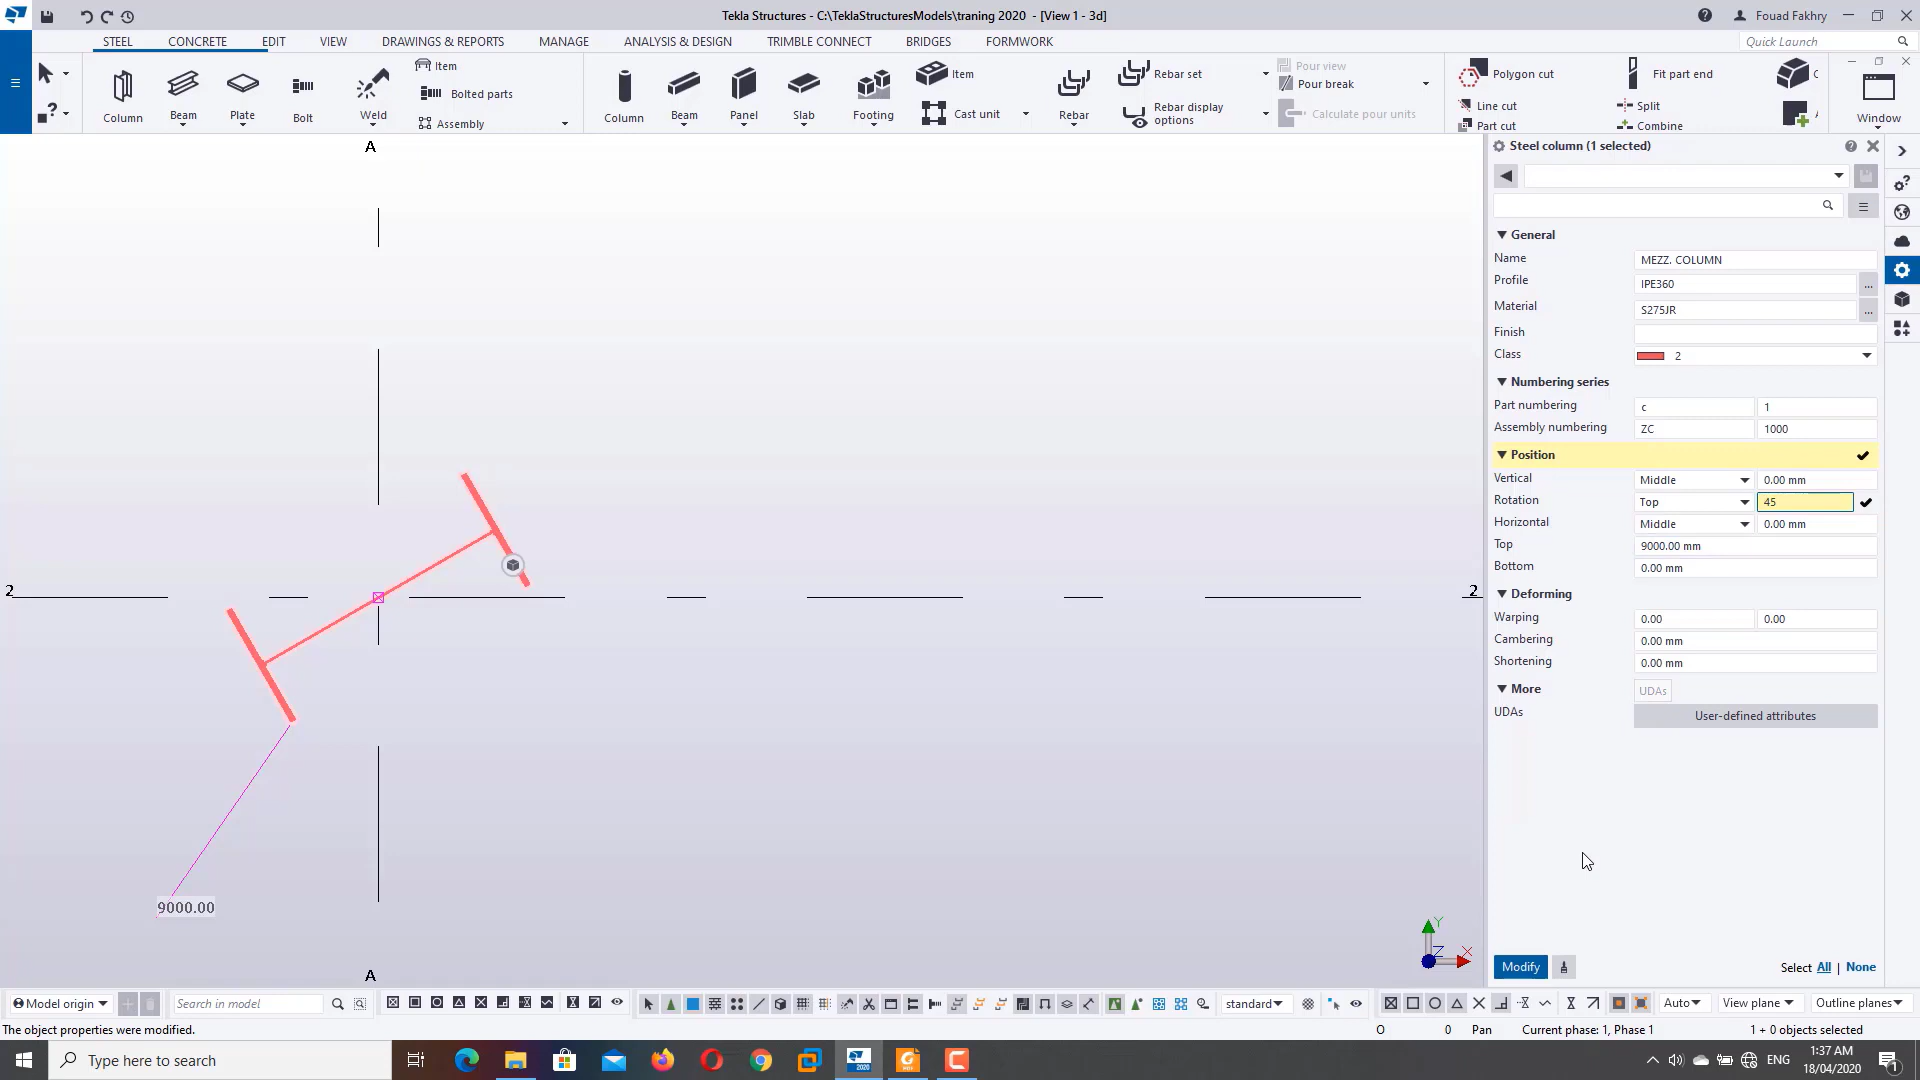 Tekla Structures - C:\TeklaStructuresModels\traning 2020 - [View 1 - 3d]
Fouad Fakhry
STEEL CONCRETE EDIT VIEW DRAWINGS & REPORTS MANAGE ANALYSIS & DESIGN TRIMBLE CONNECT BRIDGES FORMWORK
Quick Launch
Column Beam Plate Bolt Weld
Item
Bolted parts
Assembly
Column Beam Panel Slab Footing
Item
Cast unit
Rebar
Rebar set
Rebar display
options
Pour view
Pour break
Calculate pour units
Polygon cut
Line cut
Part cut
Fit part end
Split
Combine
Window
A
2
2
9000.00
A
Y
Z
X
Steel column (1 selected)
General
Name MEZZ. COLUMN
Profile IPE360 ...
Material S275JR ...
Finish
Class 2
Numbering series
Part numbering c 1
Assembly numbering ZC 1000
Position
Vertical Middle 0.00 mm
Rotation Top 45
Horizontal Middle 0.00 mm
Top 9000.00 mm
Bottom 0.00 mm
Deforming
Warping 0.00 0.00
Cambering 0.00 mm
Shortening 0.00 mm
More UDAs
UDAs User-defined attributes
Modify Select All | None
Model origin Search in model standard Auto View plane Outline planes
The object properties were modified. O 0 Pan Current phase: 1, Phase 1 1 + 0 objects selected
Type here to search
ENG
1:37 AM
18/04/2020
1